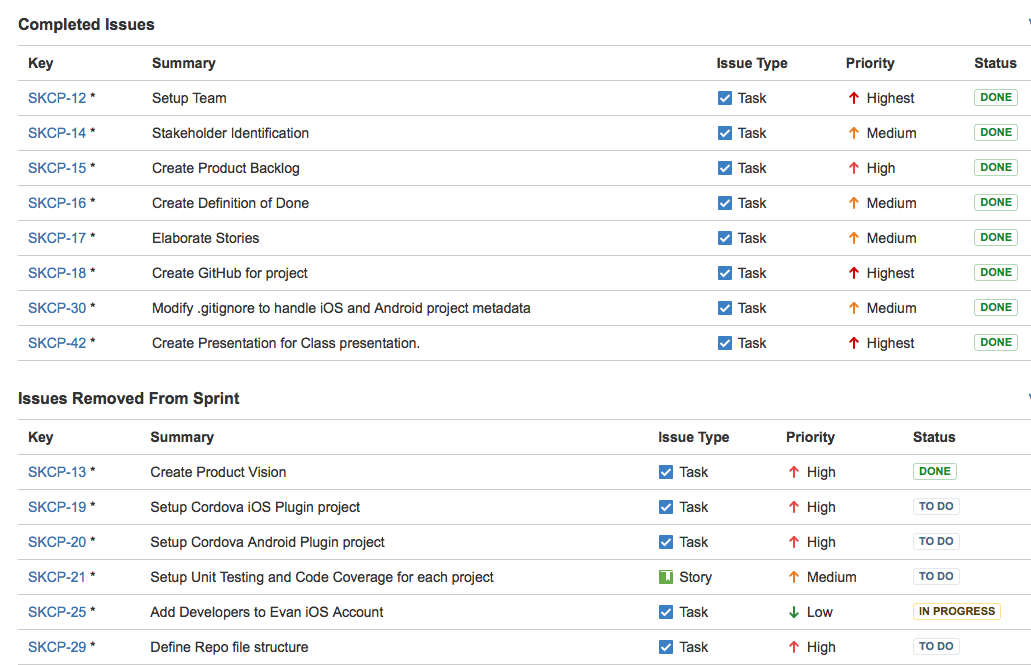 Completed Issues
Key Summary Issue Type Priority Status
SKCP-12 * Setup Team Task Highest DONE
SKCP-14 * Stakeholder Identification Task Medium DONE
SKCP-15 * Create Product Backlog Task High DONE
SKCP-16 * Create Definition of Done Task Medium DONE
SKCP-17 * Elaborate Stories Task Medium DONE
SKCP-18 * Create GitHub for project Task Highest DONE
SKCP-30 * Modify .gitignore to handle iOS and Android project metadata Task Medium DONE
SKCP-42 * Create Presentation for Class presentation. Task Highest DONE
Issues Removed From Sprint
Key Summary Issue Type Priority Status
SKCP-13 * Create Product Vision Task High DONE
SKCP-19 * Setup Cordova iOS Plugin project Task High TO DO
SKCP-20 * Setup Cordova Android Plugin project Task High TO DO
SKCP-21 * Setup Unit Testing and Code Coverage for each project Story Medium TO DO
SKCP-25 * Add Developers to Evan iOS Account Task Low IN PROGRESS
SKCP-29 * Define Repo file structure Task High TO DO